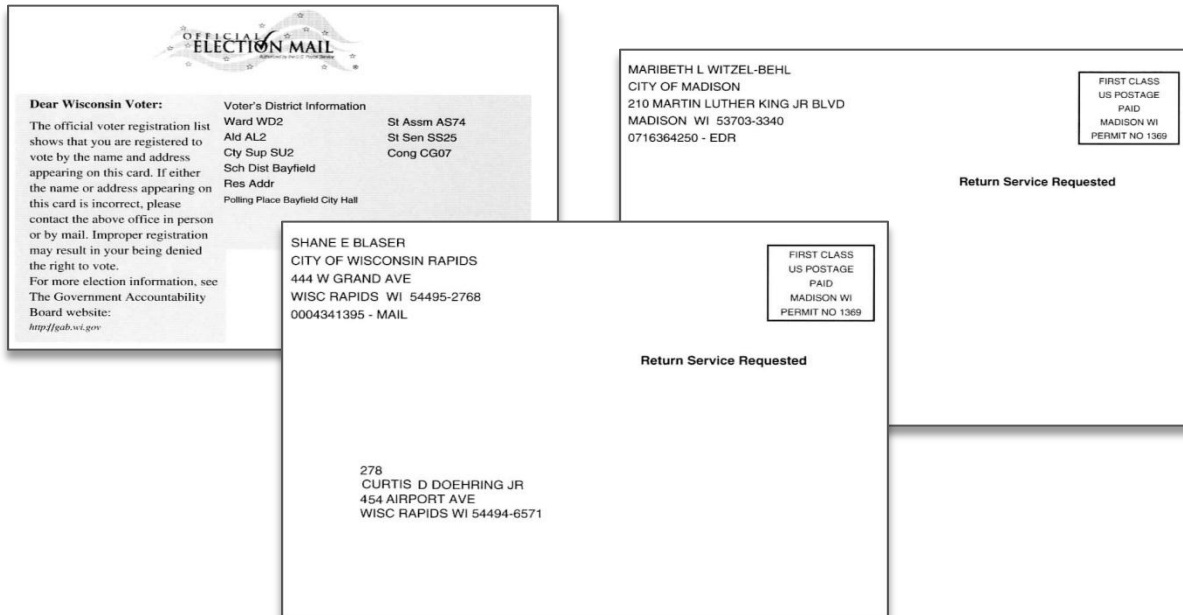 OFFICIAL
ELECTION MAIL
Authorized by the U.S. Postal Service
Dear Wisconsin Voter:
The official voter registration list
shows that you are registered to
vote by the name and address
appearing on this card. If either
the name or address appearing on
this card is incorrect, please
contact the above office in person
or by mail. Improper registration
may result in your being denied
the right to vote.
For more election information, see
The Government Accountability
Board website:
http://gab.wi.gov
Voter's District Information
Ward WD2
Ald AL2
Cty Sup SU2
Sch Dist Bayfield
Res Addr
Polling Place Bayfield City Hall
St Assm AS74
St Sen SS25
Cong CG07
MARIBETH L WITZEL-BEHL
CITY OF MADISON
210 MARTIN LUTHER KING JR BLVD
MADISON WI 53703-3340
0716364250 - EDR
FIRST CLASS
US POSTAGE
PAID
MADISON WI
PERMIT NO 1369
Return Service Requested
SHANE E BLASER
CITY OF WISCONSIN RAPIDS
444 W GRAND AVE
WISC RAPIDS WI 54495-2768
0004341395 - MAIL
FIRST CLASS
US POSTAGE
PAID
MADISON WI
PERMIT NO 1369
Return Service Requested
278
CURTIS D DOEHRING JR
454 AIRPORT AVE
WISC RAPIDS WI 54494-6571